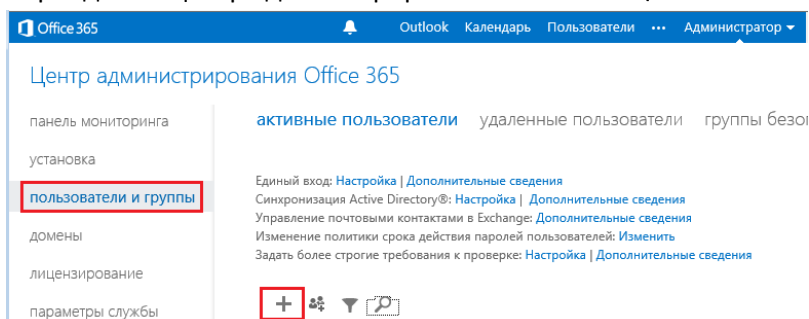 Office 365 Outlook Календарь Пользователи ••• Администратор
Центр администрирования Office 365
панель мониторинга
установка
пользователи и группы
домены
лицензирование
параметры службы
активные пользователи удаленные пользователи группы
Единый вход: Настройка | Дополнительные сведения
Синхронизация Active Directory®: Настройка | Дополнительные сведения
Управление почтовыми контактами в Exchange: Дополнительные сведения
Изменение политики срока действия паролей пользователей: Изменить
Задать более строгие требования к проверке: Настройка | Дополнительные сведения